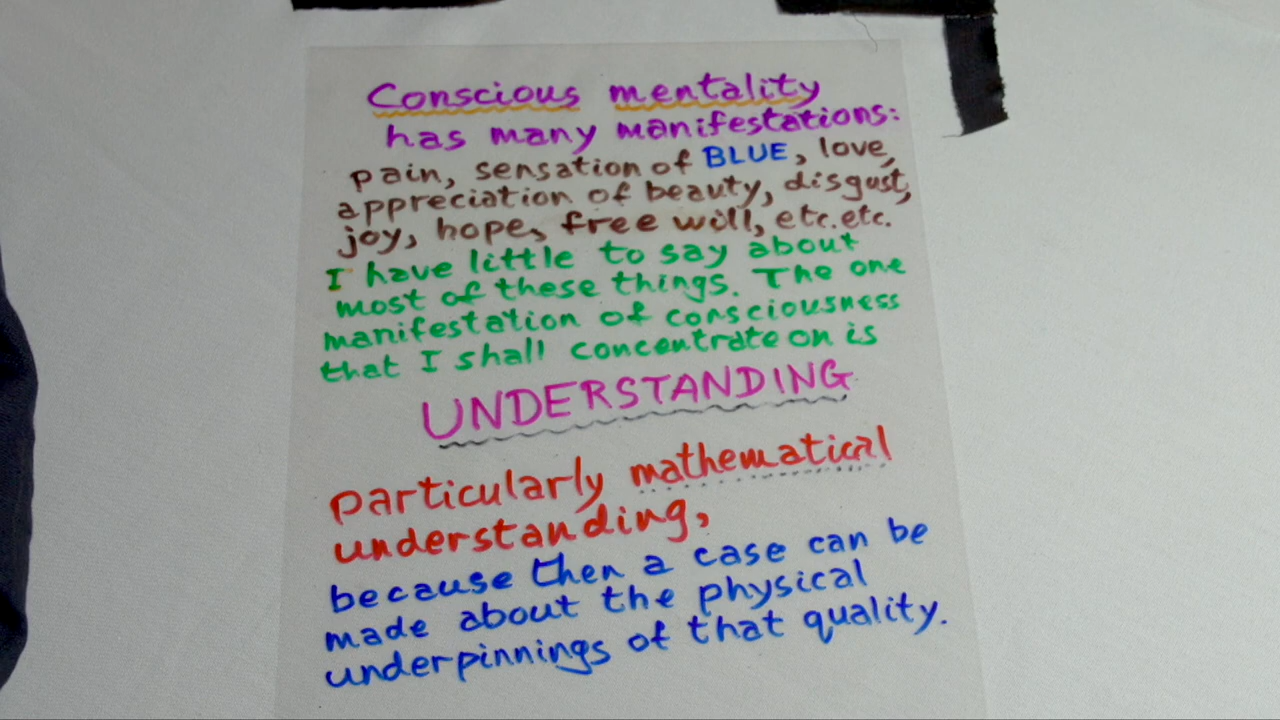 Conscious mentality
has many manifestations:
pain, sensation of BLUE, love,
appreciation of beauty, disgust,
joy, hope, free will, etc. etc.
I have little to say about
most of these things. The one
manifestation of consciousness
that I shall concentrate on is
UNDERSTANDING
particularly mathematical
understanding,
because then a case can be
made about the physical
underpinnings of that quality.